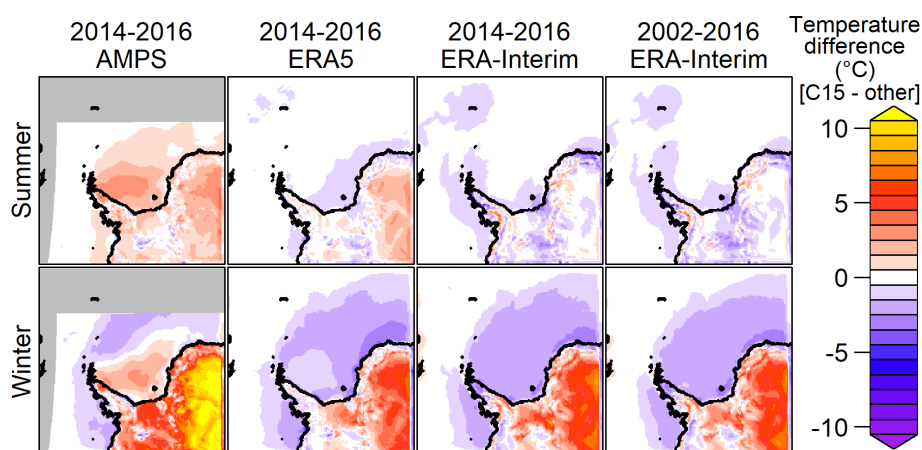 2014-2016
AMPS
2014-2016
ERA5
2014-2016
ERA-Interim
2002-2016
ERA-Interim
Temperature
difference
(°C)
[C15 - other]
Summer
Winter
10
5
0
-5
-10